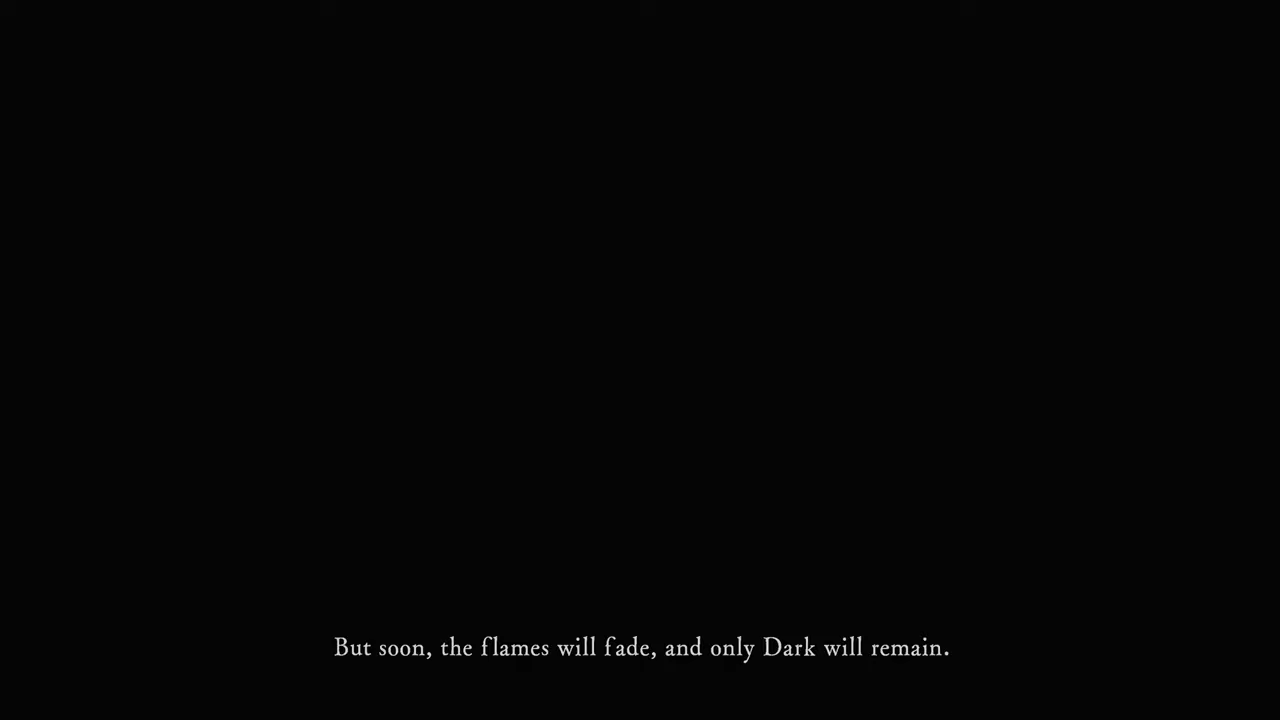 But soon, the flames will fade, and only Dark will remain.